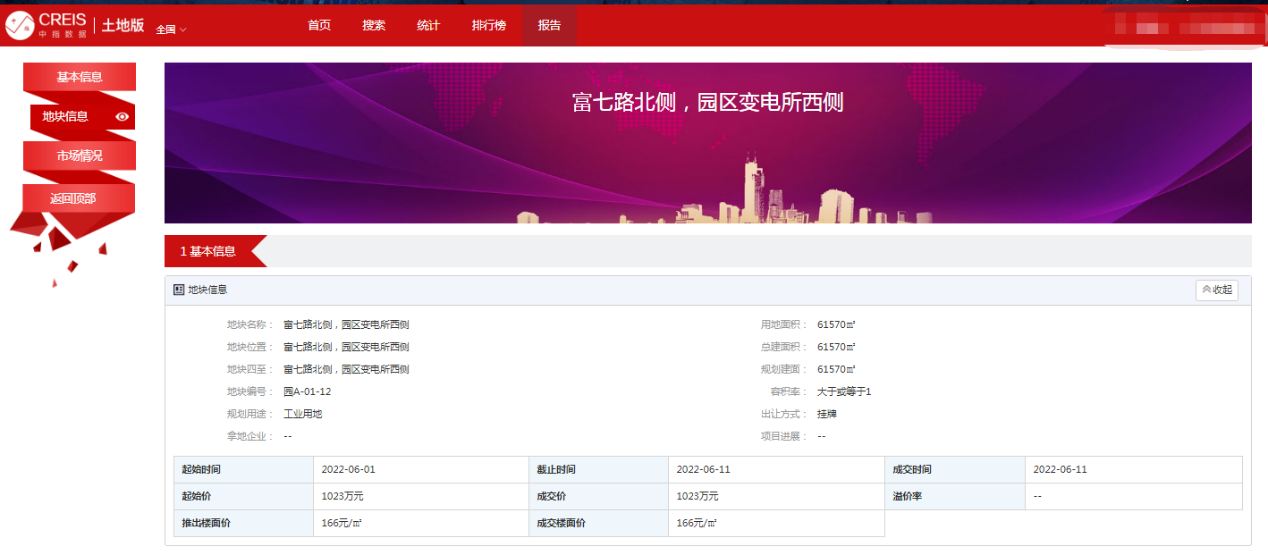 CREIS 中指数据 土地版 全国 首页 搜索 统计 排行榜 报告
基本信息
地块信息
市场情况
返回顶部
富七路北侧，园区变电所西侧
1 基本信息
地块信息 收起
地块名称： 富七路北侧，园区变电所西侧 用地面积： 61570㎡
地块位置： 富七路北侧，园区变电所西侧 总建面积： 61570㎡
地块四至： 富七路北侧，园区变电所西侧 规划建面： 61570㎡
地块编号： 园A-01-12 容积率： 大于或等于1
规划用途： 工业用地 出让方式： 挂牌
拿地企业： -- 项目进展： --
起始时间 2022-06-01 截止时间 2022-06-11 成交时间 2022-06-11
起始价 1023万元 成交价 1023万元 溢价率 --
推出楼面价 166元/㎡ 成交楼面价 166元/㎡